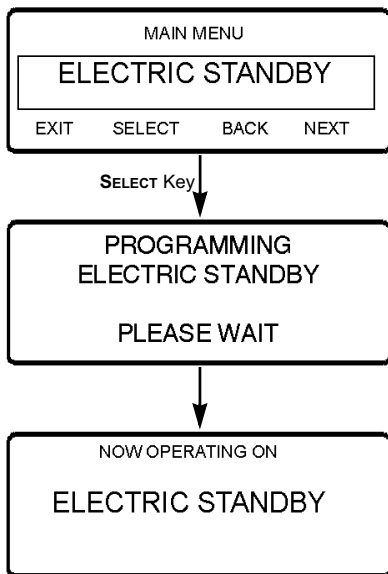 MAIN MENU
ELECTRIC STANDBY
EXIT SELECT BACK NEXT
SELECT Key
PROGRAMMING
ELECTRIC STANDBY
PLEASE WAIT
NOW OPERATING ON
ELECTRIC STANDBY